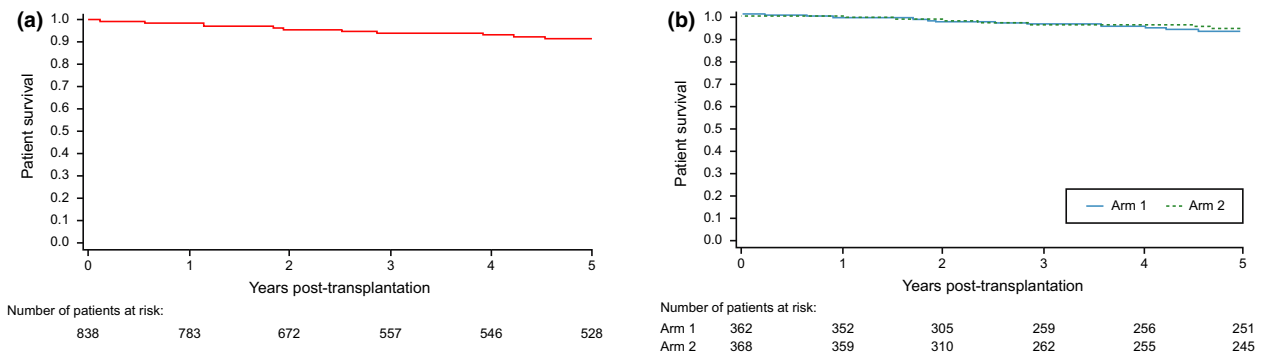 (a)
1.0
0.9
0.8
0.7
0.6
0.5
0.4
0.3
0.2
0.1
0.0
Patient survival
0 1 2 3 4 5
Years post-transplantation
Number of patients at risk:
838 783 672 557 546 528
(b)
1.0
0.9
0.8
0.7
0.6
0.5
0.4
0.3
0.2
0.1
0.0
Patient survival
Arm 1 Arm 2
0 1 2 3 4 5
Years post-transplantation
Number of patients at risk:
Arm 1 362 352 305 259 256 251
Arm 2 368 359 310 262 255 245